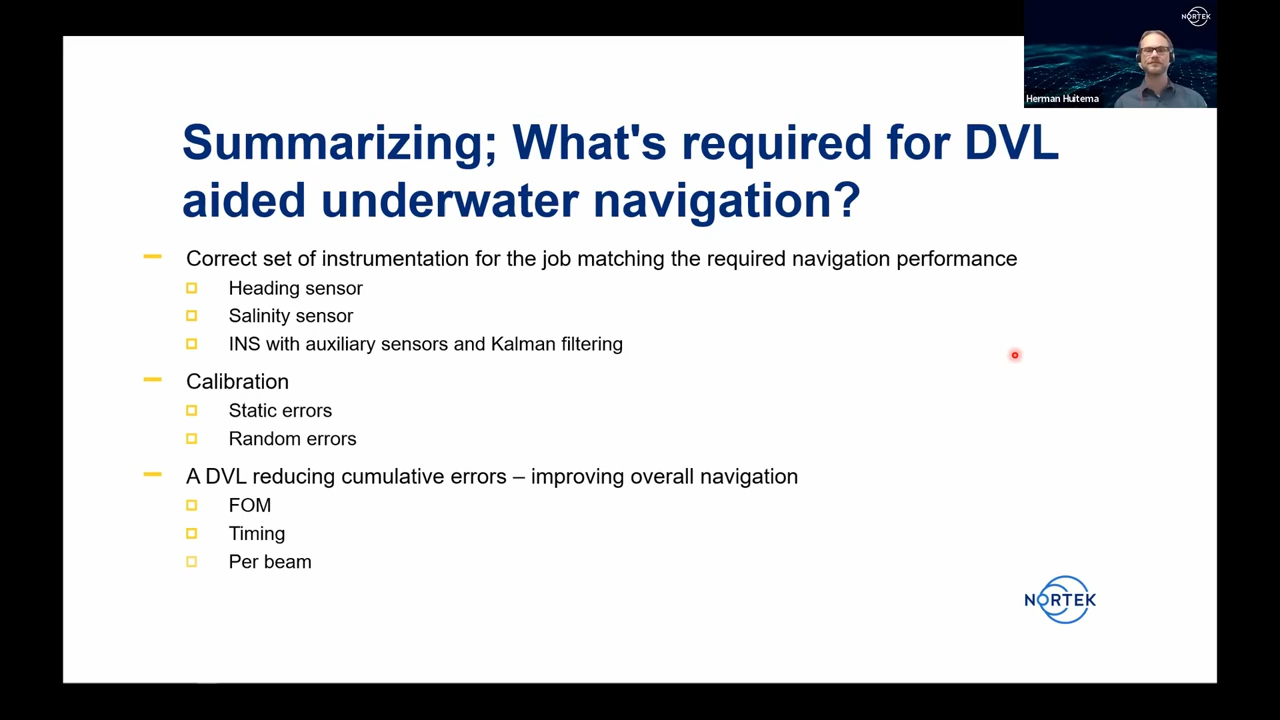 NORTEK
Herman Huitema
Summarizing; What's required for DVL
aided underwater navigation?
Correct set of instrumentation for the job matching the required navigation performance
Heading sensor
Salinity sensor
INS with auxiliary sensors and Kalman filtering
Calibration
Static errors
Random errors
A DVL reducing cumulative errors – improving overall navigation
FOM
Timing
Per beam
NORTEK